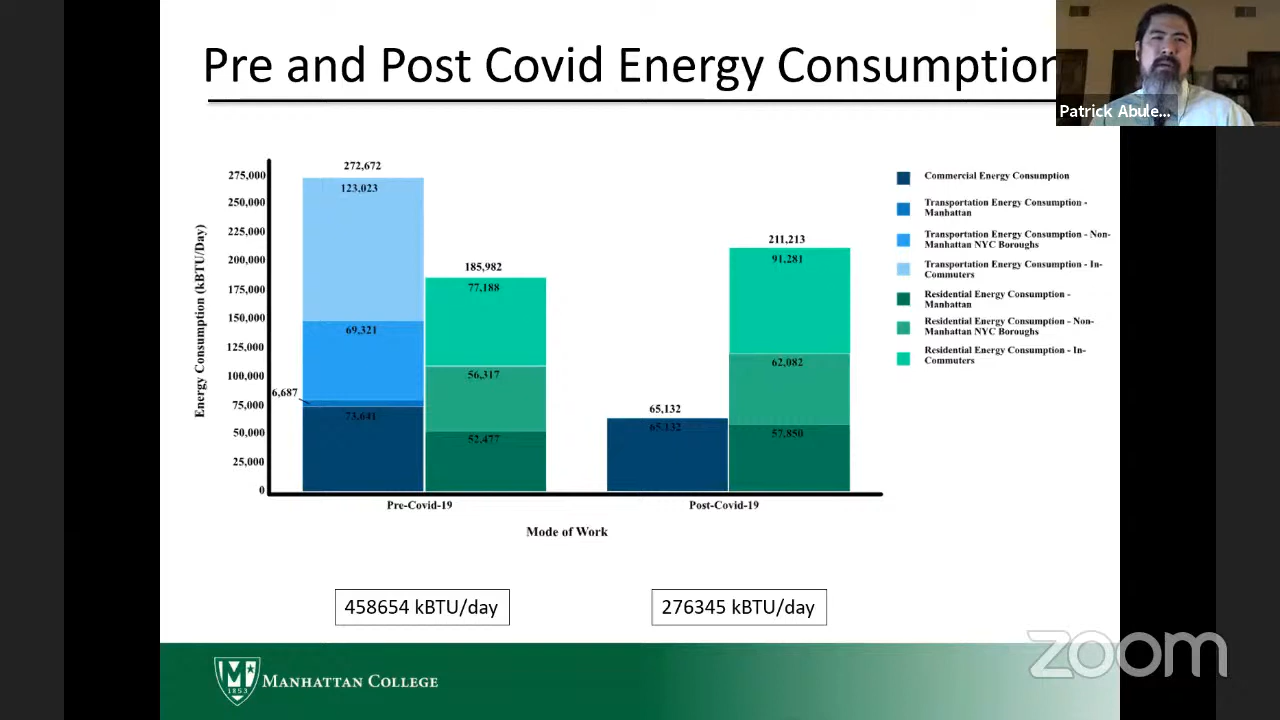 Pre and Post Covid Energy Consumption
Patrick Abule...
272,672
123,023
69,321
6,687
73,641
185,982
77,188
56,317
52,477
65,132
65,132
211,213
91,281
62,082
57,850
275,000
250,000
225,000
200,000
175,000
150,000
125,000
100,000
75,000
50,000
25,000
0
Energy Consumption (kBTU/Day)
Pre-Covid-19
Post-Covid-19
Mode of Work
Commercial Energy Consumption
Transportation Energy Consumption -
Manhattan
Transportation Energy Consumption - Non-
Manhattan NYC Boroughs
Transportation Energy Consumption - In-
Commuters
Residential Energy Consumption -
Manhattan
Residential Energy Consumption - Non-
Manhattan NYC Boroughs
Residential Energy Consumption - In-
Commuters
458654 kBTU/day
276345 kBTU/day
M
1853
MANHATTAN COLLEGE
zoom